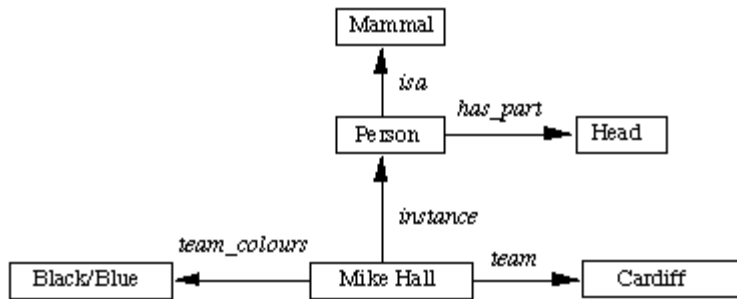 Mammal
isa
has_part
Person
Head
instance
team_colours
team
Black/Blue
Mike Hall
Cardiff